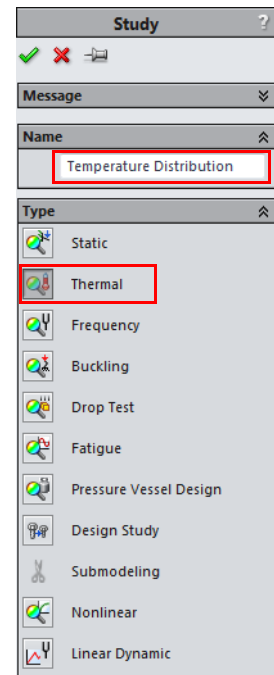 Study
?
Message
Name
Temperature Distribution
Type
Static
Thermal
Frequency
Buckling
Drop Test
Fatigue
Pressure Vessel Design
Design Study
Submodeling
Nonlinear
Linear Dynamic